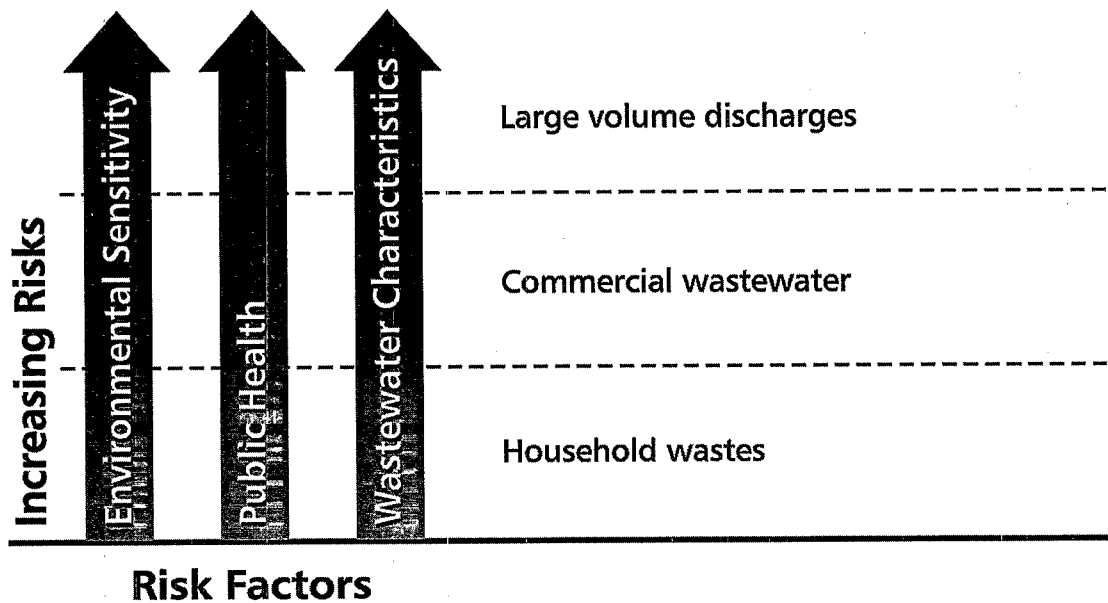 Increasing Risks
Environmental Sensitivity
Public Health
Wastewater Characteristics
Large volume discharges
Commercial wastewater
Household wastes
Risk Factors